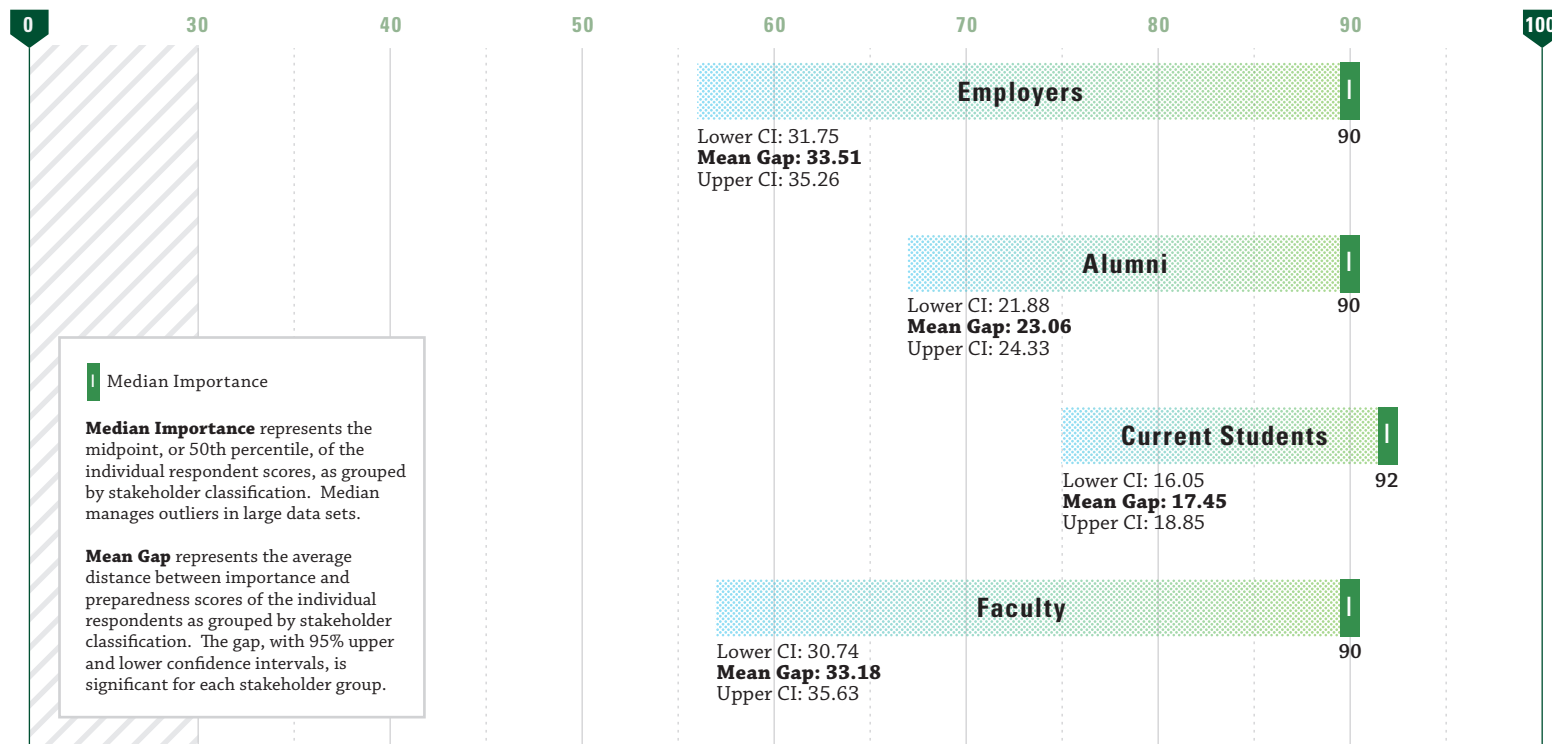 0 30 40 50 60 70 80 90 100
Employers
I
90
Lower CI: 31.75
Mean Gap: 33.51
Upper CI: 35.26
Alumni
I
90
Lower CI: 21.88
Mean Gap: 23.06
Upper CI: 24.33
Current Students
I
92
Lower CI: 16.05
Mean Gap: 17.45
Upper CI: 18.85
Faculty
I
90
Lower CI: 30.74
Mean Gap: 33.18
Upper CI: 35.63
I Median Importance
Median Importance represents the
midpoint, or 50th percentile, of the
individual respondent scores, as grouped
by stakeholder classification. Median
manages outliers in large data sets.
Mean Gap represents the average
distance between importance and
preparedness scores of the individual
respondents as grouped by stakeholder
classification. The gap, with 95% upper
and lower confidence intervals, is
significant for each stakeholder group.